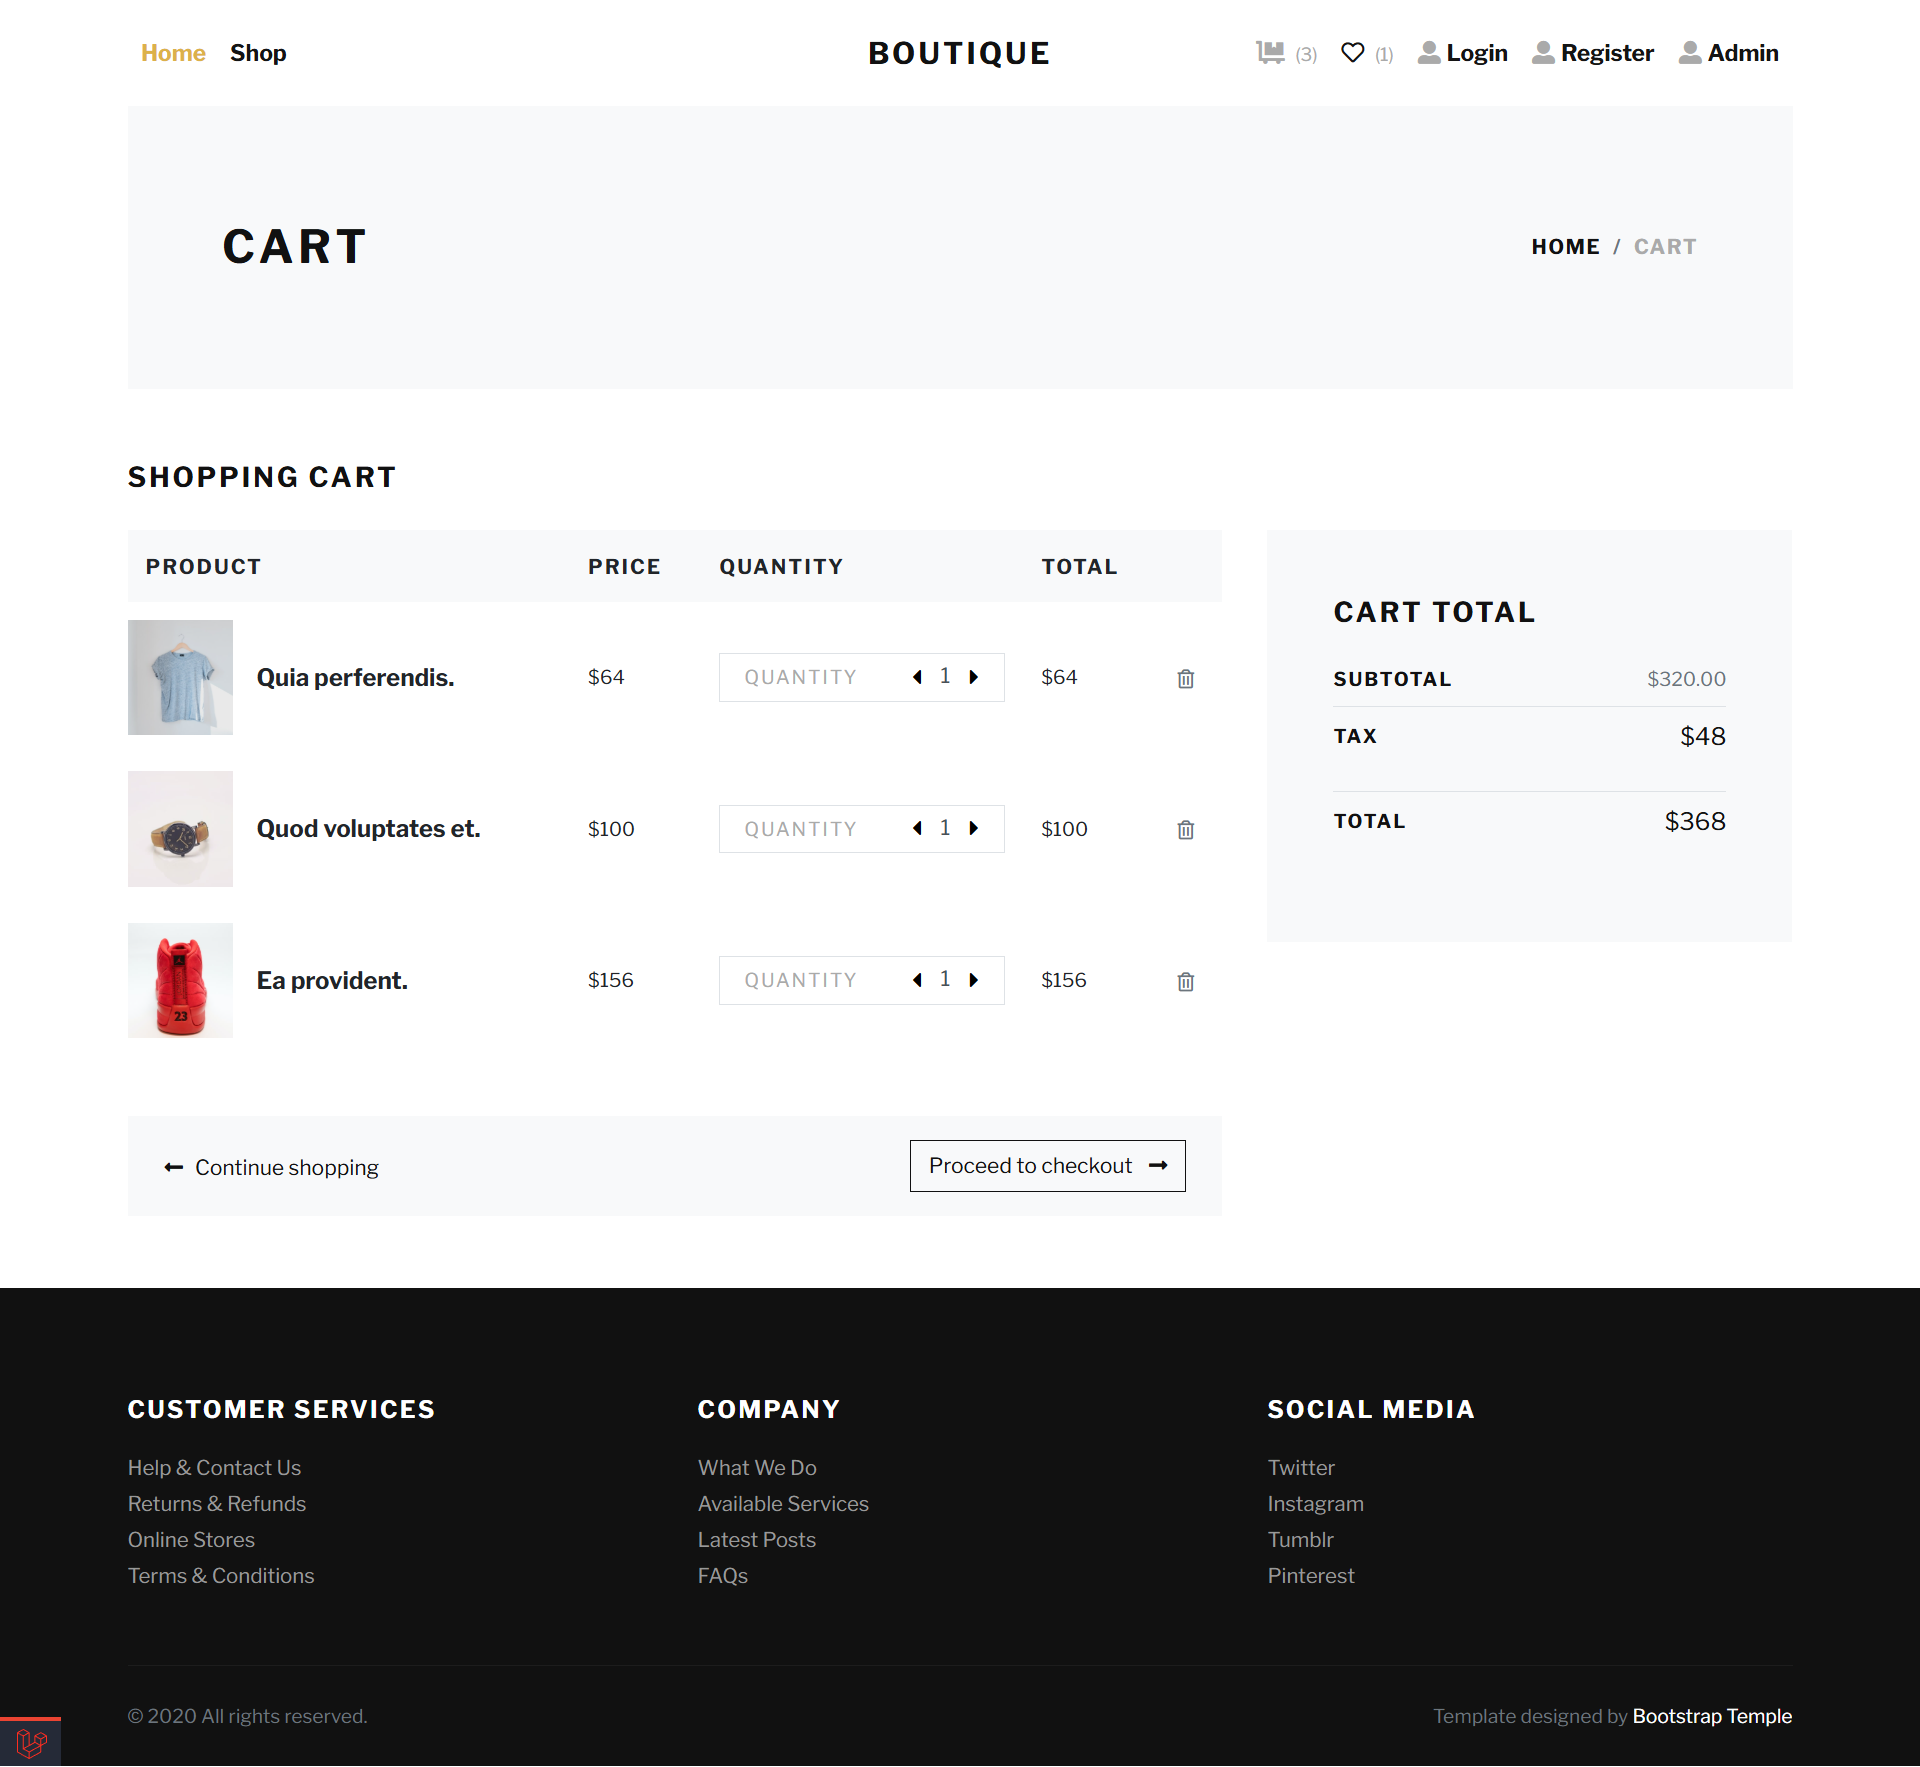 Home Shop BOUTIQUE (3) (1) Login Register Admin
CART HOME / CART
SHOPPING CART
PRODUCT PRICE QUANTITY TOTAL
Quia perferendis. $64 QUANTITY 1 $64
Quod voluptates et. $100 QUANTITY 1 $100
23
Ea provident. $156 QUANTITY 1 $156
CART TOTAL
SUBTOTAL $320.00
TAX $48
TOTAL $368
Continue shopping Proceed to checkout
CUSTOMER SERVICES
Help & Contact Us
Returns & Refunds
Online Stores
Terms & Conditions
COMPANY
What We Do
Available Services
Latest Posts
FAQs
SOCIAL MEDIA
Twitter
Instagram
Tumblr
Pinterest
© 2020 All rights reserved. Template designed by Bootstrap Temple